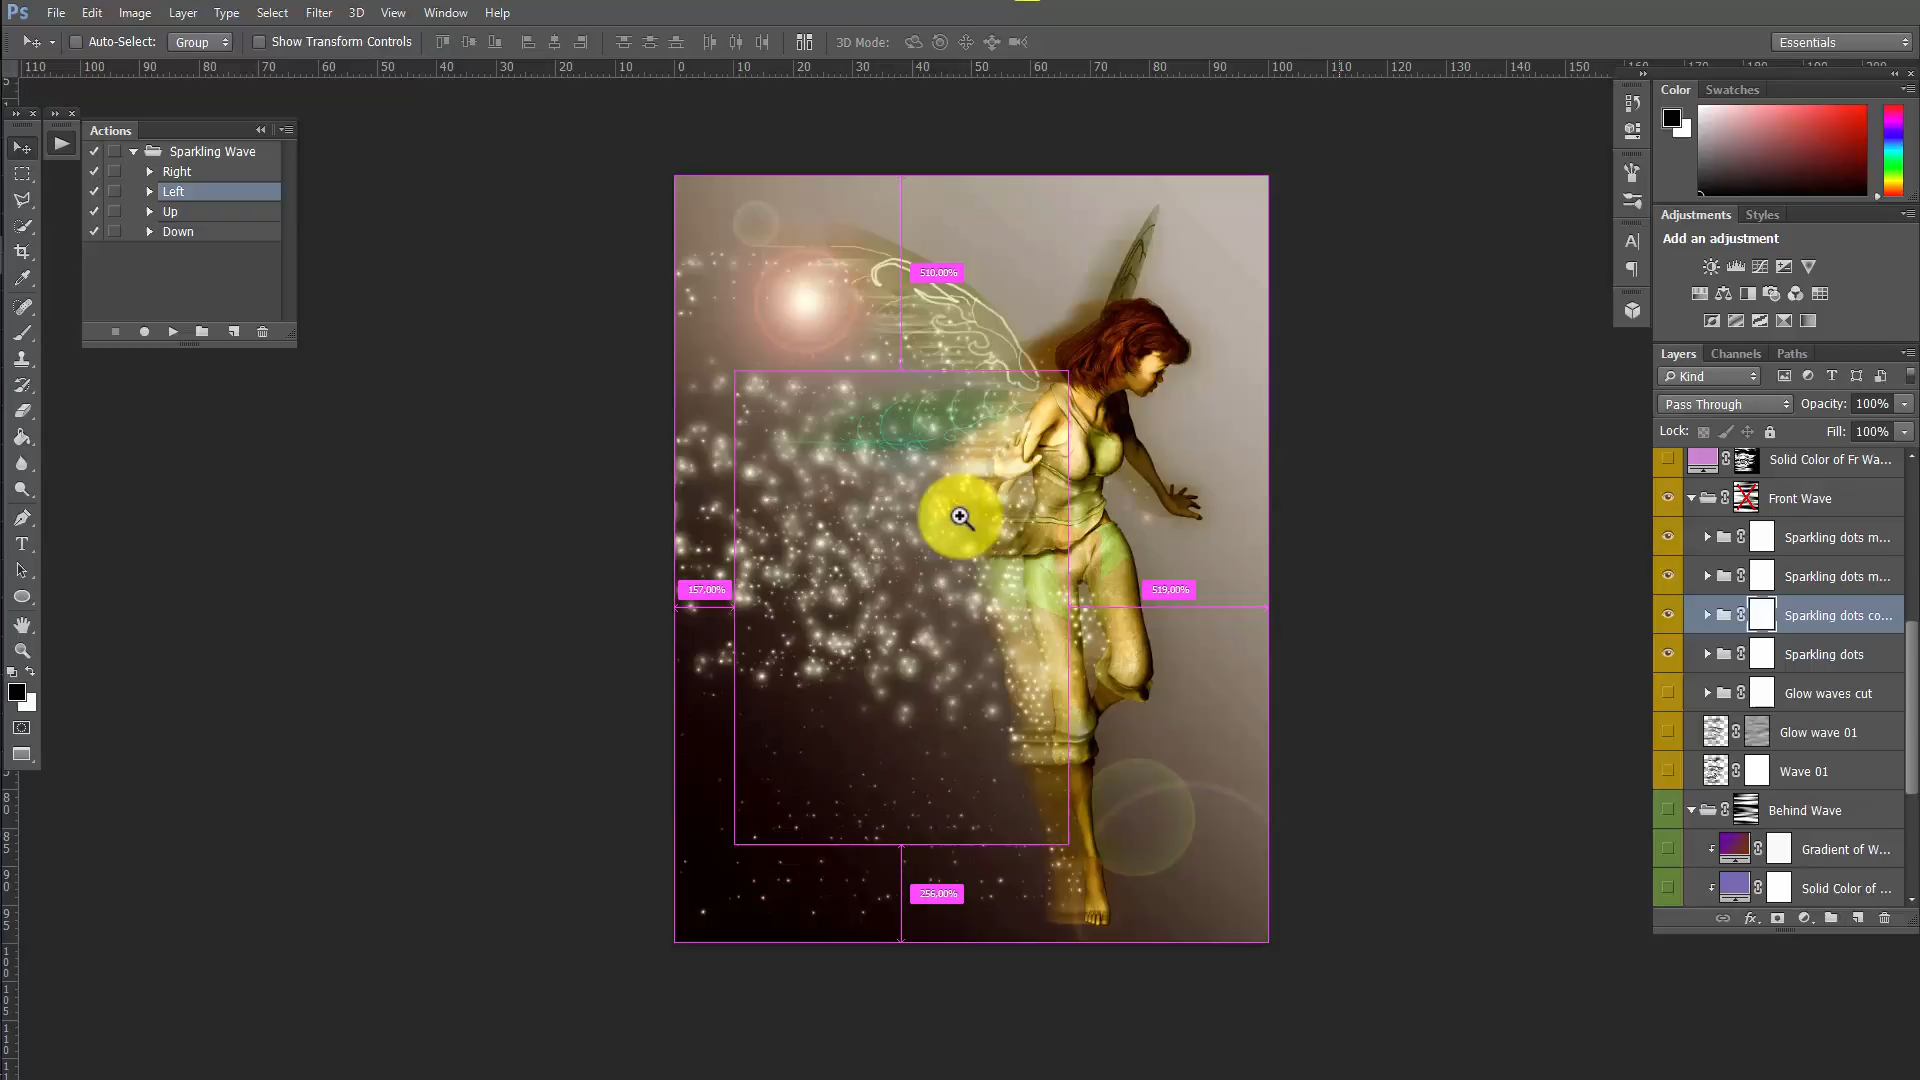 Ps File Edit Image Layer Type Select Filter 3D View Window Help
Auto-Select: Group Show Transform Controls 3D Mode: Essentials
110 100 90 80 70 60 50 40 30 20 10 0 10 20 30 40 50 60 70 80 90 100 110 120 130 140 150
Color Swatches
Actions
Sparkling Wave
Right
Left
Up
Down
Adjustments Styles
Add an adjustment
510.00%
157.00%
519.00%
256.00%
Layers Channels Paths
Kind
Pass Through Opacity: 100%
Lock: Fill: 100%
Solid Color of Fr Wa...
Front Wave
Sparkling dots m...
Sparkling dots m...
Sparkling dots co...
Sparkling dots
Glow waves cut
Glow wave 01
Wave 01
Behind Wave
Gradient of W...
Solid Color of ...